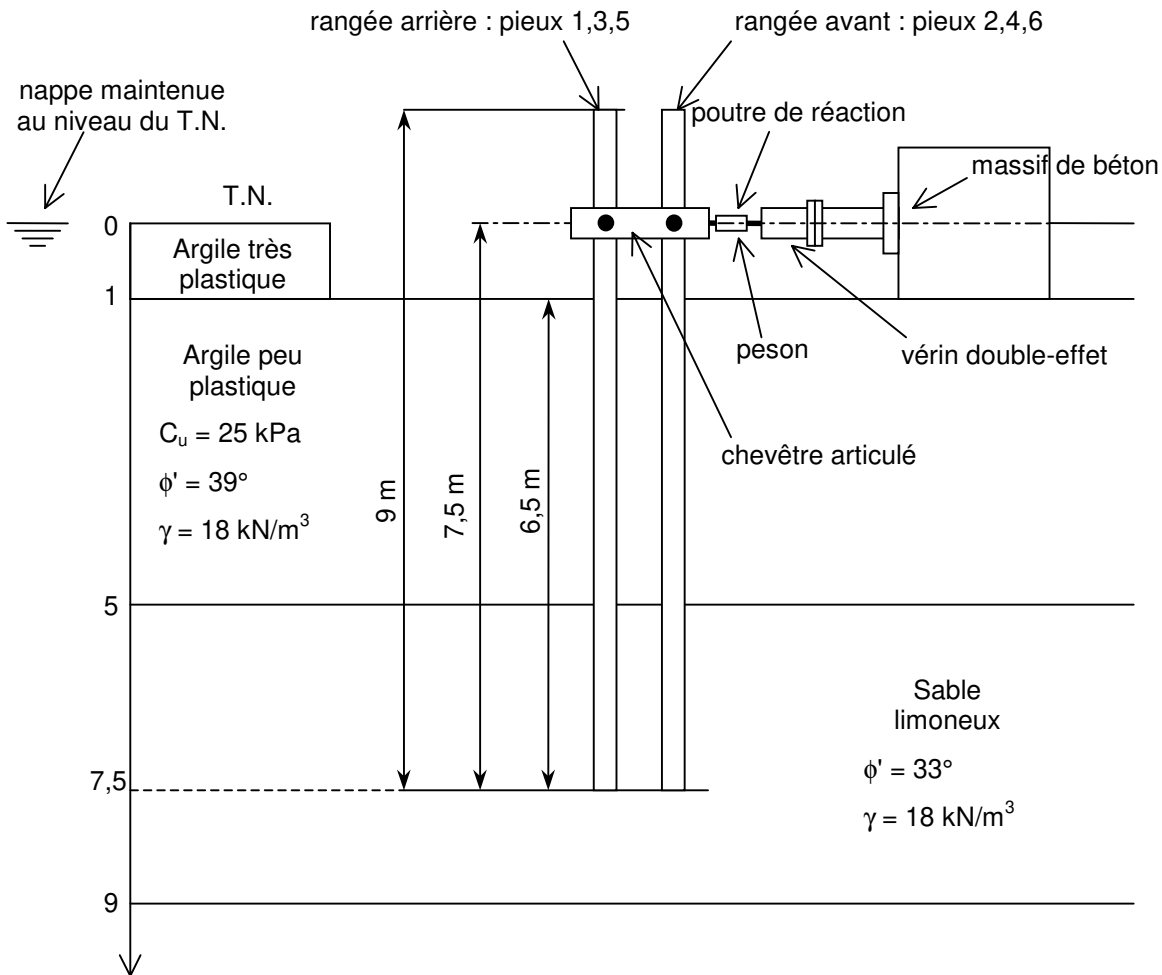 rangée arrière : pieux 1,3,5
rangée avant : pieux 2,4,6
nappe maintenue
au niveau du T.N.
poutre de réaction
massif de béton
T.N.
0
Argile très
plastique
1
peson
vérin double-effet
Argile peu
plastique
Cu = 25 kPa
ϕ' = 39°
γ = 18 kN/m³
chevêtre articulé
9 m
7,5 m
6,5 m
5
Sable
limoneux
ϕ' = 33°
γ = 18 kN/m³
7,5
9